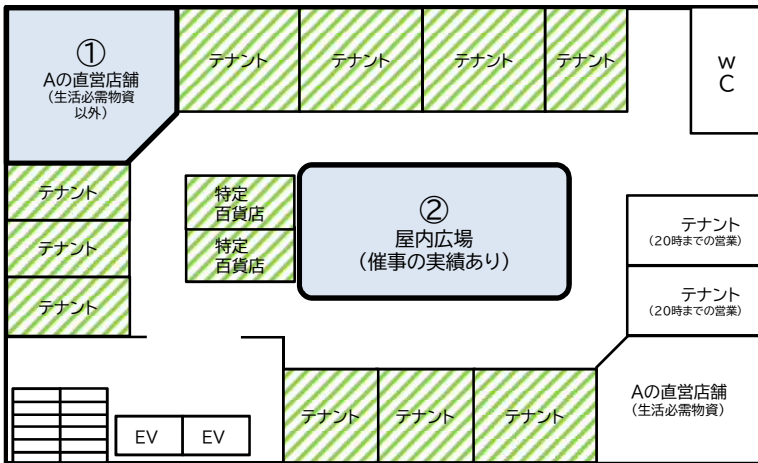 ①
Aの直営店舗
(生活必需物資
以外)
テナント
テナント
テナント
テナント
W
C
テナント
テナント
テナント
特定
百貨店
特定
百貨店
②
屋内広場
(催事の実績あり)
テナント
(20時までの営業)
テナント
(20時までの営業)
テナント
テナント
テナント
Aの直営店舗
(生活必需物資)
EV
EV